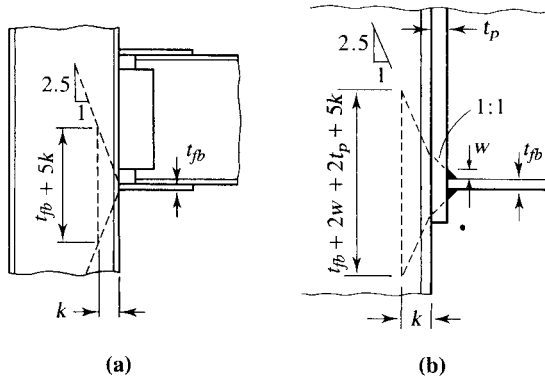 2.5
1
t_fb + 5k
t_fb
k
(a)
2.5
1
t_p
1:1
w
t_fb
t_fb + 2w + 2t_p + 5k
k
(b)